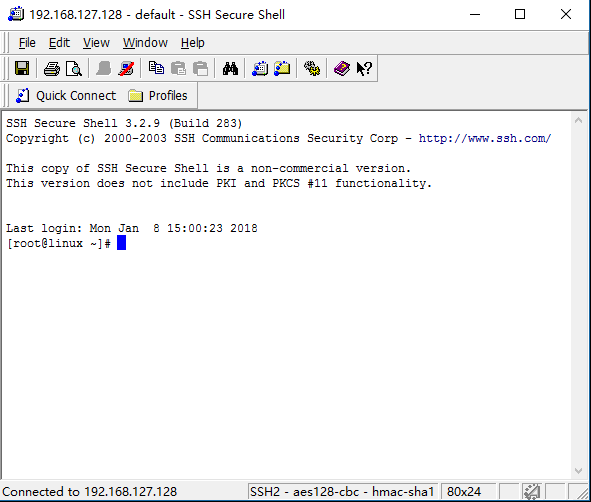 192.168.127.128 - default - SSH Secure Shell
File Edit View Window Help
Quick Connect Profiles
SSH Secure Shell 3.2.9 (Build 283)
Copyright (c) 2000-2003 SSH Communications Security Corp - http://www.ssh.com/
This copy of SSH Secure Shell is a non-commercial version.
This version does not include PKI and PKCS #11 functionality.
Last login: Mon Jan  8 15:00:23 2018
[root@linux ~]#
Connected to 192.168.127.128 SSH2 - aes128-cbc - hmac-sha1 80x24